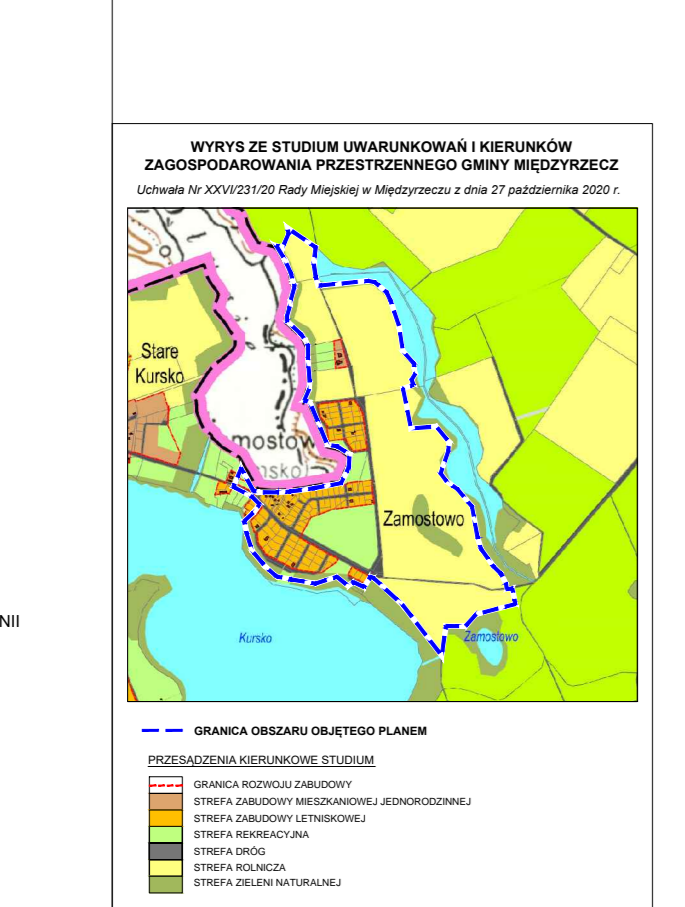 WYRYS ZE STUDIUM UWARUNKOWAŃ I KIERUNKÓW
ZAGOSPODAROWANIA PRZESTRZENNEGO GMINY MIĘDZYRZECZ
Uchwała Nr XXVI/231/20 Rady Miejskiej w Międzyrzeczu z dnia 27 października 2020 r.
Stare
Kursko
mostow
Zamostowo
NII
Kursko
Zamostowo
GRANICA OBSZARU OBJĘTEGO PLANEM
PRZESĄDZENIA KIERUNKOWE STUDIUM
GRANICA ROZWOJU ZABUDOWY
STREFA ZABUDOWY MIESZKANIOWEJ JEDNORODZINNEJ
STREFA ZABUDOWY LETNISKOWEJ
STREFA REKREACYJNA
STREFA DRÓG
STREFA ROLNICZA
STREFA ZIELENI NATURALNEJ